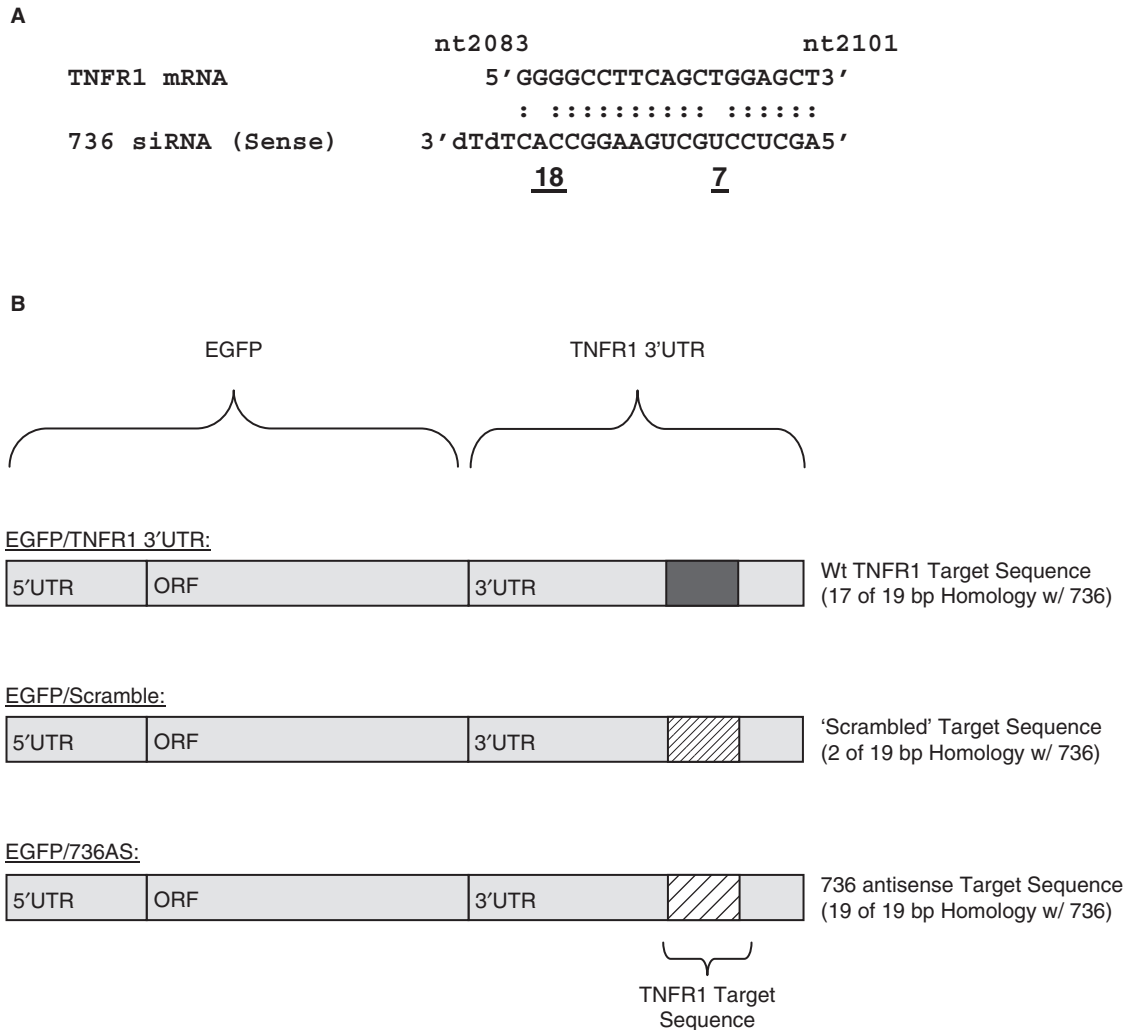 A
nt2083 nt2101
TNFR1 mRNA 5'GGGGCCTTCAGCTGGAGCT3'
: :::::::::: ::::::
736 siRNA (Sense) 3'dTdTCACCGGAAGUCGUCCUCGA5'
18 7
B
EGFP TNFR1 3'UTR
EGFP/TNFR1 3′UTR:
5′UTR ORF 3′UTR
Wt TNFR1 Target Sequence
(17 of 19 bp Homology w/ 736)
EGFP/Scramble:
5′UTR ORF 3′UTR
‘Scrambled’ Target Sequence
(2 of 19 bp Homology w/ 736)
EGFP/736AS:
5′UTR ORF 3′UTR
736 antisense Target Sequence
(19 of 19 bp Homology w/ 736)
TNFR1 Target
Sequence